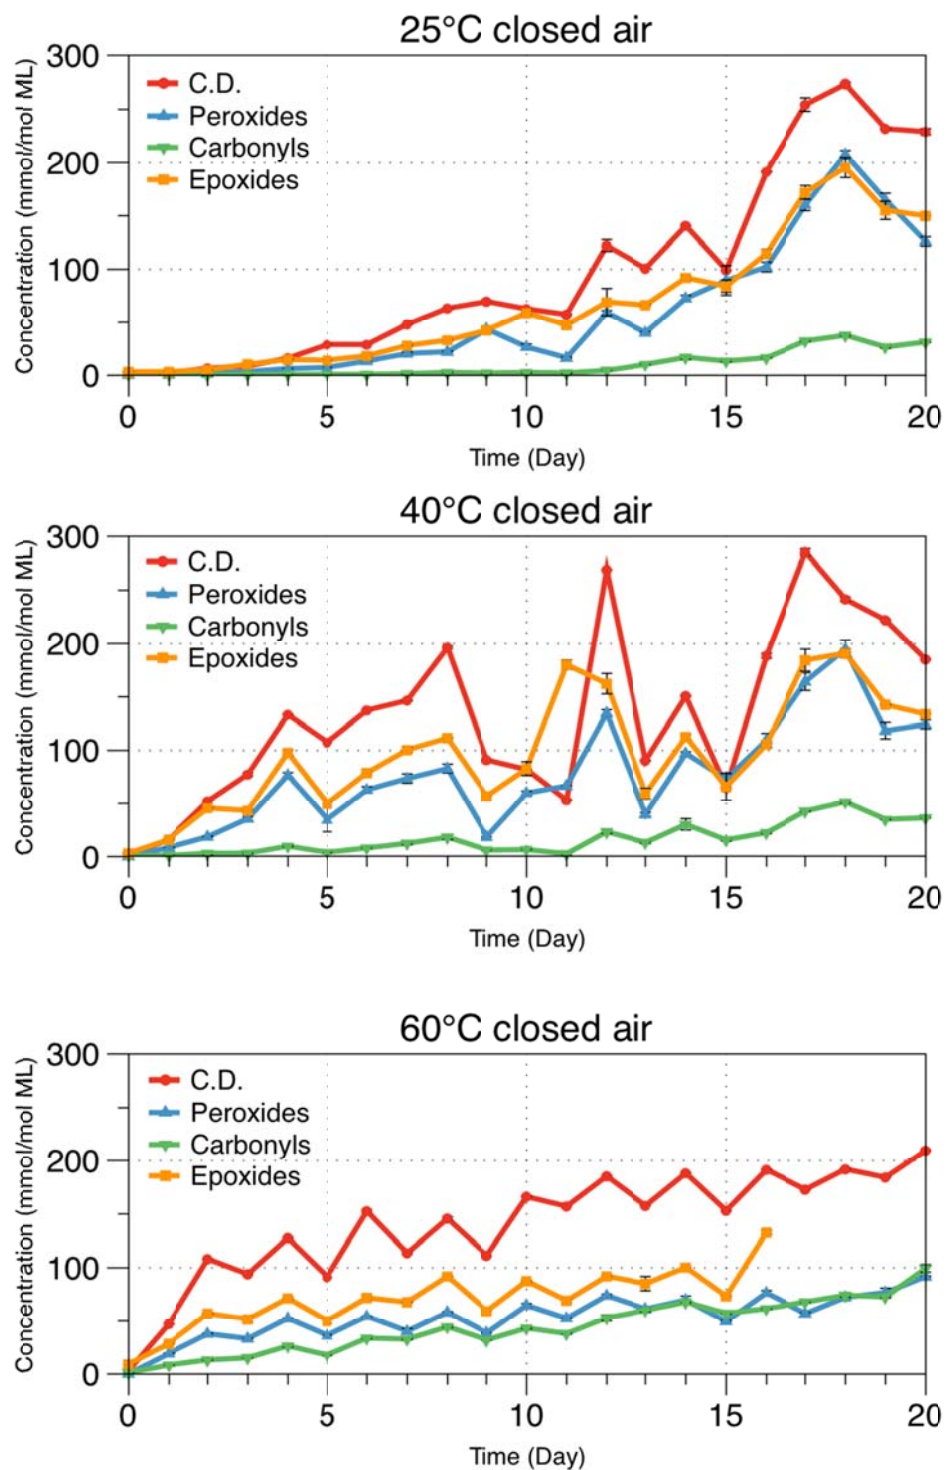 25°C closed air
Concentration (mmol/mol ML)
300
200
100
0
C.D.
Peroxides
Carbonyls
Epoxides
0 5 10 15 20
Time (Day)
40°C closed air
Concentration (mmol/mol ML)
300
200
100
0
C.D.
Peroxides
Carbonyls
Epoxides
0 5 10 15 20
Time (Day)
60°C closed air
Concentration (mmol/mol ML)
300
200
100
0
C.D.
Peroxides
Carbonyls
Epoxides
0 5 10 15 20
Time (Day)